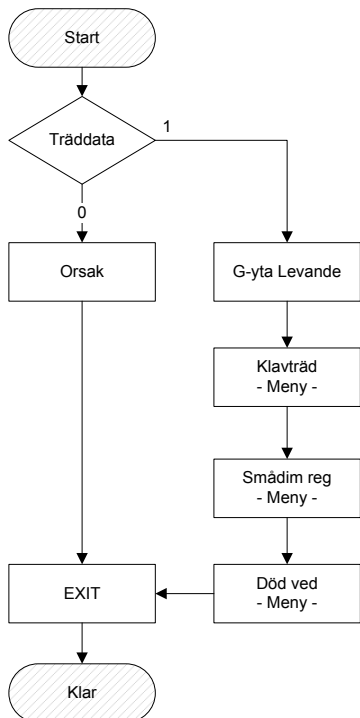 Start
Träddata
1
0
Orsak
G-yta Levande
Klavträd
- Meny -
Smådim reg
- Meny -
EXIT
Död ved
- Meny -
Klar